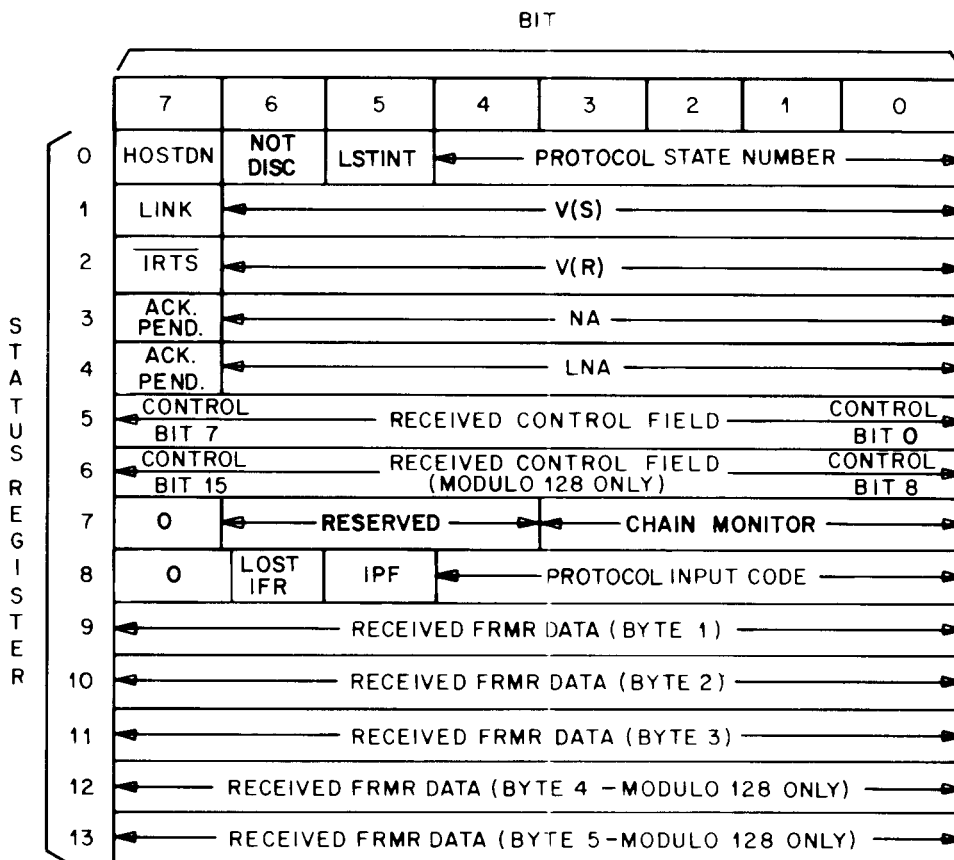 BIT
7 6 5 4 3 2 1 0
STATUS REGISTER
0 HOSTDN NOT DISC LSTINT PROTOCOL STATE NUMBER
1 LINK V(S)
2 IRTS V(R)
3 ACK. PEND. NA
4 ACK. PEND. LNA
5 CONTROL BIT 7 RECEIVED CONTROL FIELD CONTROL BIT 0
6 CONTROL BIT 15 RECEIVED CONTROL FIELD (MODULO 128 ONLY) CONTROL BIT 8
7 0 RESERVED CHAIN MONITOR
8 0 LOST IFR IPF PROTOCOL INPUT CODE
9 RECEIVED FRMR DATA (BYTE 1)
10 RECEIVED FRMR DATA (BYTE 2)
11 RECEIVED FRMR DATA (BYTE 3)
12 RECEIVED FRMR DATA (BYTE 4 - MODULO 128 ONLY)
13 RECEIVED FRMR DATA (BYTE 5-MODULO 128 ONLY)